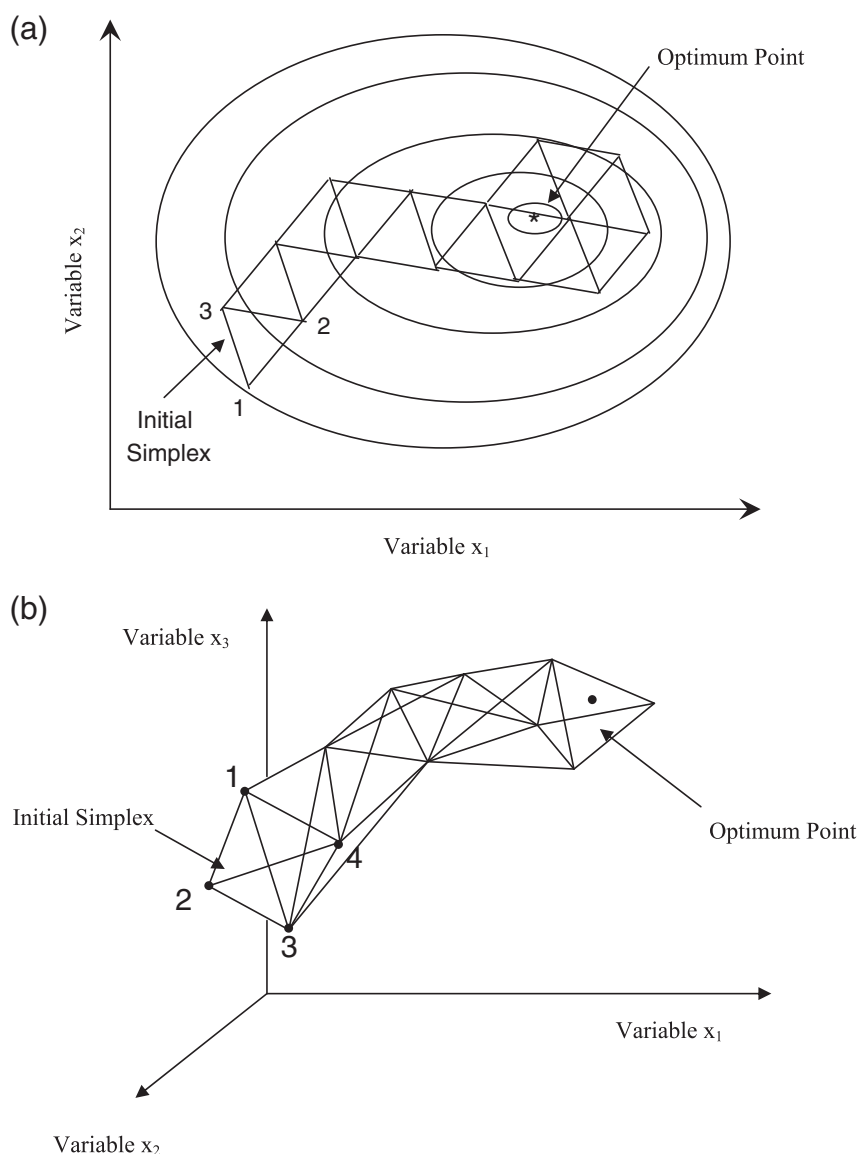 (a)
Optimum Point
Variable x₂
3
2
1
Initial
Simplex
*
Variable x₁
(b)
Variable x₃
1
Initial Simplex
4
Optimum Point
2
3
Variable x₁
Variable x₂